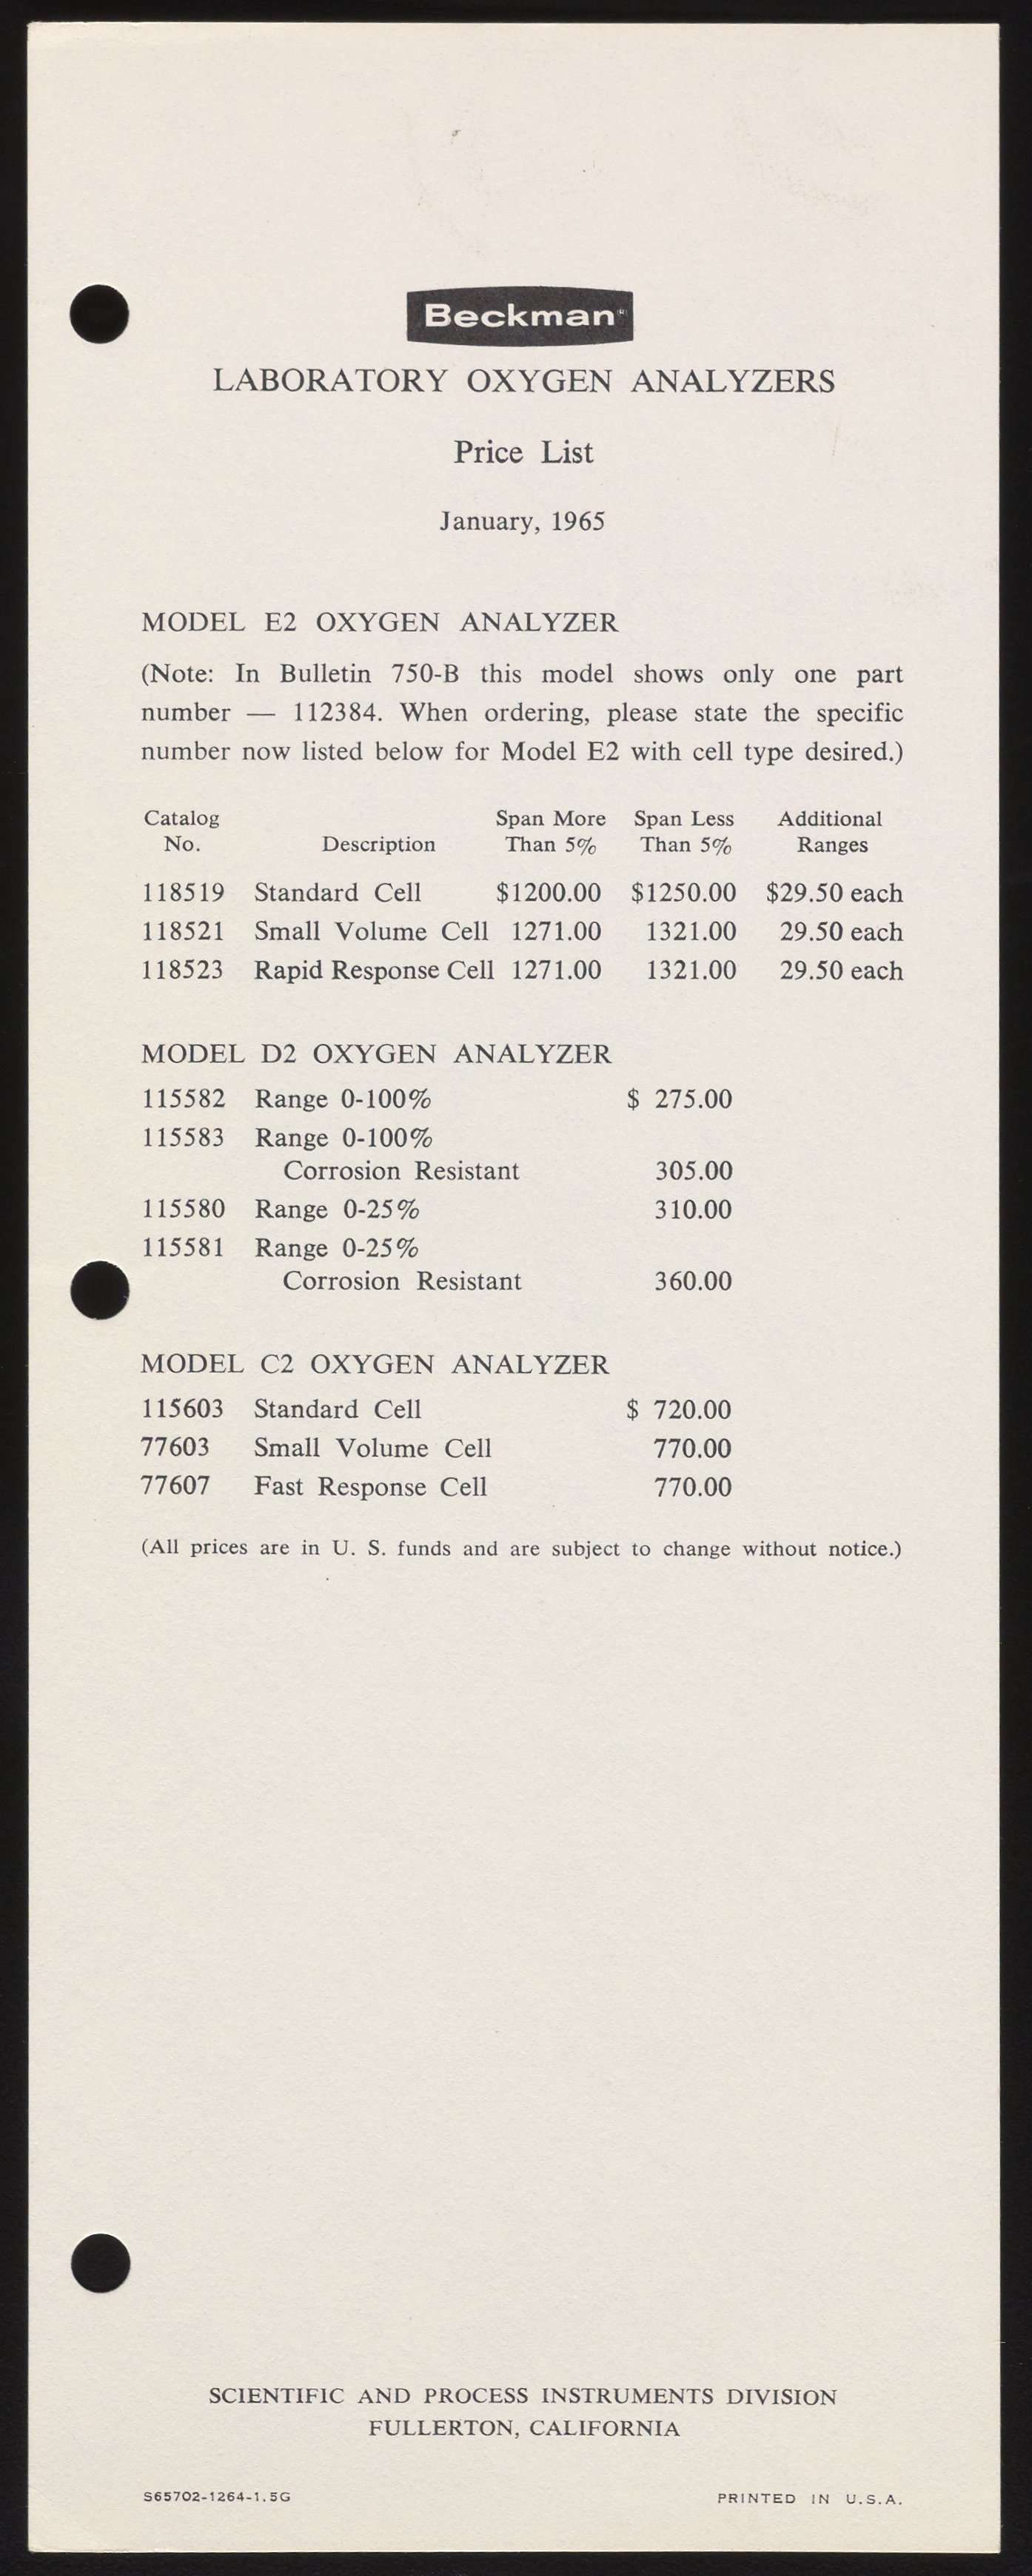 Beckman®
LABORATORY OXYGEN ANALYZERS
Price List
January, 1965
MODEL E2 OXYGEN ANALYZER
(Note: In Bulletin 750-B this model shows only one part
number — 112384. When ordering, please state the specific
number now listed below for Model E2 with cell type desired.)
Catalog Span More Span Less Additional
No. Description Than 5% Than 5% Ranges
118519 Standard Cell $1200.00 $1250.00 $29.50 each
118521 Small Volume Cell 1271.00 1321.00 29.50 each
118523 Rapid Response Cell 1271.00 1321.00 29.50 each
MODEL D2 OXYGEN ANALYZER
115582 Range 0-100% $ 275.00
115583 Range 0-100%
Corrosion Resistant 305.00
115580 Range 0-25% 310.00
115581 Range 0-25%
Corrosion Resistant 360.00
MODEL C2 OXYGEN ANALYZER
115603 Standard Cell $ 720.00
77603 Small Volume Cell 770.00
77607 Fast Response Cell 770.00
(All prices are in U. S. funds and are subject to change without notice.)
SCIENTIFIC AND PROCESS INSTRUMENTS DIVISION
FULLERTON, CALIFORNIA
S65702-1264-1.5G PRINTED IN U.S.A.